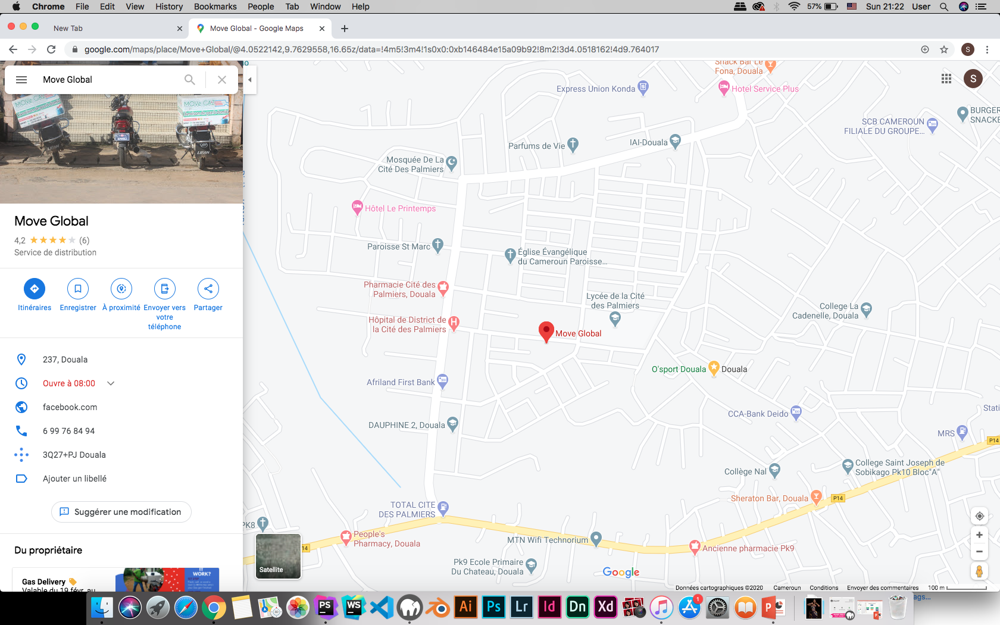 Chrome File Edit View History Bookmarks People Tab Window Help
57% Sun 21:22 User
New Tab
Move Global - Google Maps
google.com/maps/place/Move+Global/@4.0522142,9.7629558,16.65z/data=!4m5!3m4!1s0x0:0xb146484e15a09b92!8m2!3d4.0518162!4d9.764017
S
Move Global
MOVe GAZ
Move Global
4,2 (6)
Service de distribution
Itinéraires
Enregistrer
À proximité
Envoyer vers
votre
téléphone
Partager
237, Douala
Ouvre à 08:00
facebook.com
6 99 76 84 94
3Q27+PJ Douala
Ajouter un libellé
Suggérer une modification
Du propriétaire
Gas Delivery
Valable du 19 févr. au
IT
WORK?
Snack Bar Le
Fona, Douala
S
Express Union Konda
Hotel Service Plus
BURGER
SNACKE
SCB CAMEROUN
FILIALE DU GROUPE...
Parfums de Vie
IAI-Douala
Mosquée De La
Cité Des Palmiers
Hôtel Le Printemps
Paroisse St Marc
Église Évangélique
du Cameroun Paroisse...
Pharmacie Cité des
Palmiers, Douala
Lycée de la Cité
des Palmiers
College La
Cadenelle, Douala
Hôpital de District de
la Cité des Palmiers
Move Global
O'sport Douala
Douala
Afriland First Bank
Stati
CCA-Bank Deido
DAUPHINE 2, Douala
MRS
P14
College Saint Joseph de
Sobikago Pk10 Bloc"A"
Collège Nal
Sheraton Bar, Douala
P14
TOTAL CITE
DES PALMIERS
PK8
People's
Pharmacy, Douala
14
MTN Wifi Technorium
Ancienne pharmacie Pk9
Pk9 Ecole Primaire
Du Chateau, Douala
Satellite
Google
Données cartographiques ©2020 Cameroun Conditions Envoyer des commentaires 100 m
PS WS Ai Ps Lr Id Dn Xd 1
ags...